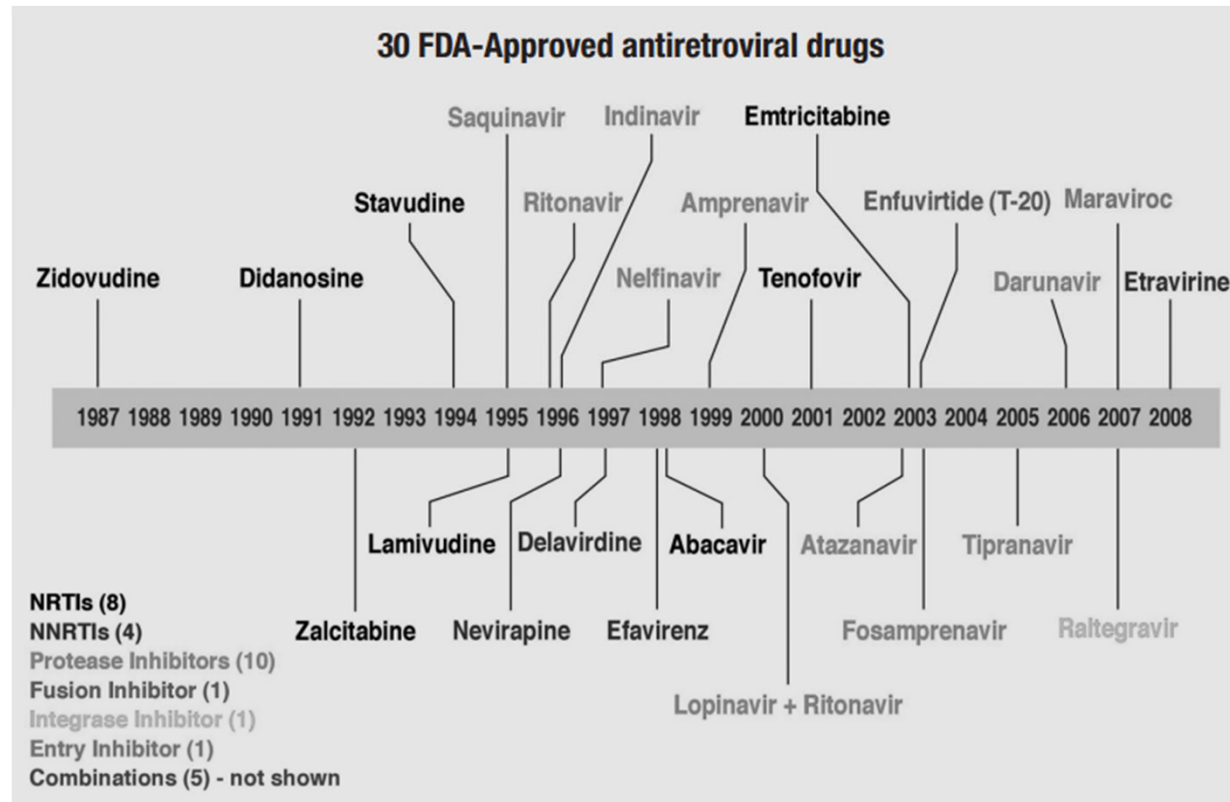 30 FDA-Approved antiretroviral drugs
Saquinavir Indinavir Emtricitabine
Stavudine Ritonavir Amprenavir Enfuvirtide (T-20) Maraviroc
Zidovudine Didanosine Nelfinavir Tenofovir Darunavir Etravirine
1987 1988 1989 1990 1991 1992 1993 1994 1995 1996 1997 1998 1999 2000 2001 2002 2003 2004 2005 2006 2007 2008
Lamivudine Delavirdine Abacavir Atazanavir Tipranavir
Zalcitabine Nevirapine Efavirenz Fosamprenavir Raltegravir
Lopinavir + Ritonavir
NRTIs (8)
NNRTIs (4)
Protease Inhibitors (10)
Fusion Inhibitor (1)
Integrase Inhibitor (1)
Entry Inhibitor (1)
Combinations (5) - not shown